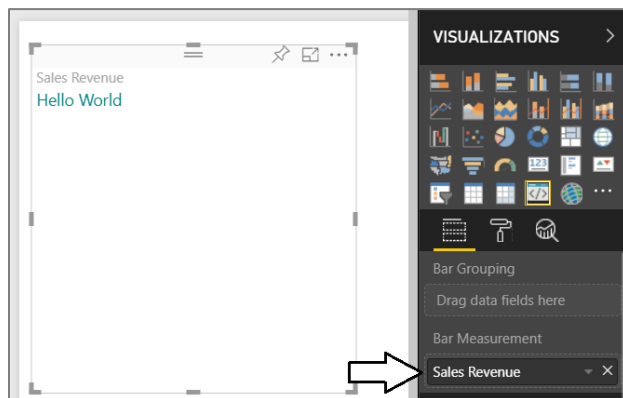 Sales Revenue
Hello World
VISUALIZATIONS
123
</>
Bar Grouping
Drag data fields here
Bar Measurement
Sales Revenue